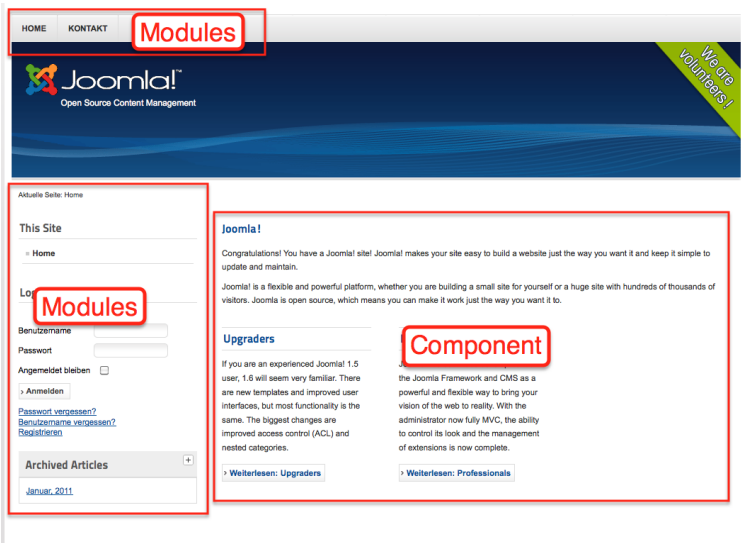 HOME KONTAKT Modules
We are
volunteers!
Joomla!™
Open Source Content Management
Aktuelle Seite: Home
This Site
Home
Modules
Benutzername
Passwort
Angemeldet bleiben
Anmelden
Passwort vergessen?
Benutzername vergessen?
Registrieren
Archived Articles +
Januar, 2011
Joomla!
Congratulations! You have a Joomla! site! Joomla! makes your site easy to build a website just the way you want it and keep it simple to
update and maintain.
Joomla! is a flexible and powerful platform, whether you are building a small site for yourself or a huge site with hundreds of thousands of
visitors. Joomla is open source, which means you can make it work just the way you want it to.
Upgraders
If you are an experienced Joomla! 1.5
user, 1.6 will seem very familiar. There
are new templates and improved user
interfaces, but most functionality is the
same. The biggest changes are
improved access control (ACL) and
nested categories.
Weiterlesen: Upgraders
Component
the Joomla Framework and CMS as a
powerful and flexible way to bring your
vision of the web to reality. With the
administrator now fully MVC, the ability
to control its look and the management
of extensions is now complete.
Weiterlesen: Professionals